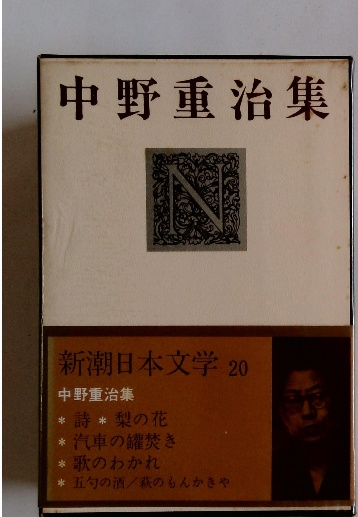 中野重治集
N
新潮日本文学 20
中野重治集
* 詩 * 梨の花
* 汽車の罐焚き
* 歌のわかれ
* 五勺の酒/萩のもんかきや